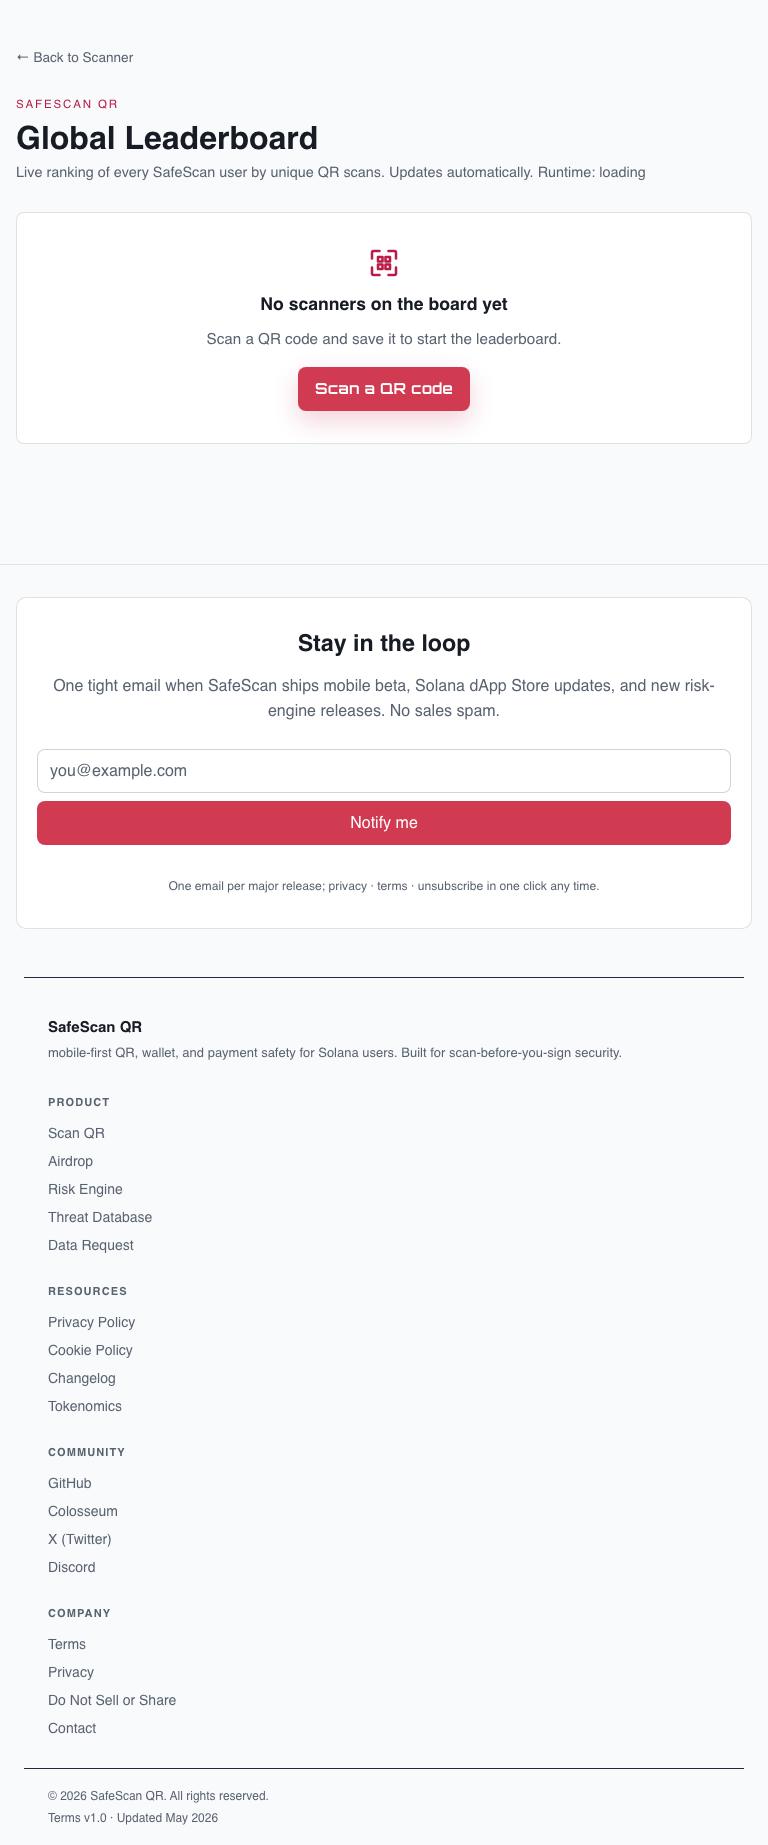 ← Back to Scanner
SAFESCAN QR
Global Leaderboard
Live ranking of every SafeScan user by unique QR scans. Updates automatically. Runtime: loading
No scanners on the board yet
Scan a QR code and save it to start the leaderboard.
Scan a QR code
Stay in the loop
One tight email when SafeScan ships mobile beta, Solana dApp Store updates, and new risk-
engine releases. No sales spam.
you@example.com
Notify me
One email per major release; privacy · terms · unsubscribe in one click any time.
SafeScan QR
mobile-first QR, wallet, and payment safety for Solana users. Built for scan-before-you-sign security.
PRODUCT
Scan QR
Airdrop
Risk Engine
Threat Database
Data Request
RESOURCES
Privacy Policy
Cookie Policy
Changelog
Tokenomics
COMMUNITY
GitHub
Colosseum
X (Twitter)
Discord
COMPANY
Terms
Privacy
Do Not Sell or Share
Contact
© 2026 SafeScan QR. All rights reserved.
Terms v1.0 · Updated May 2026